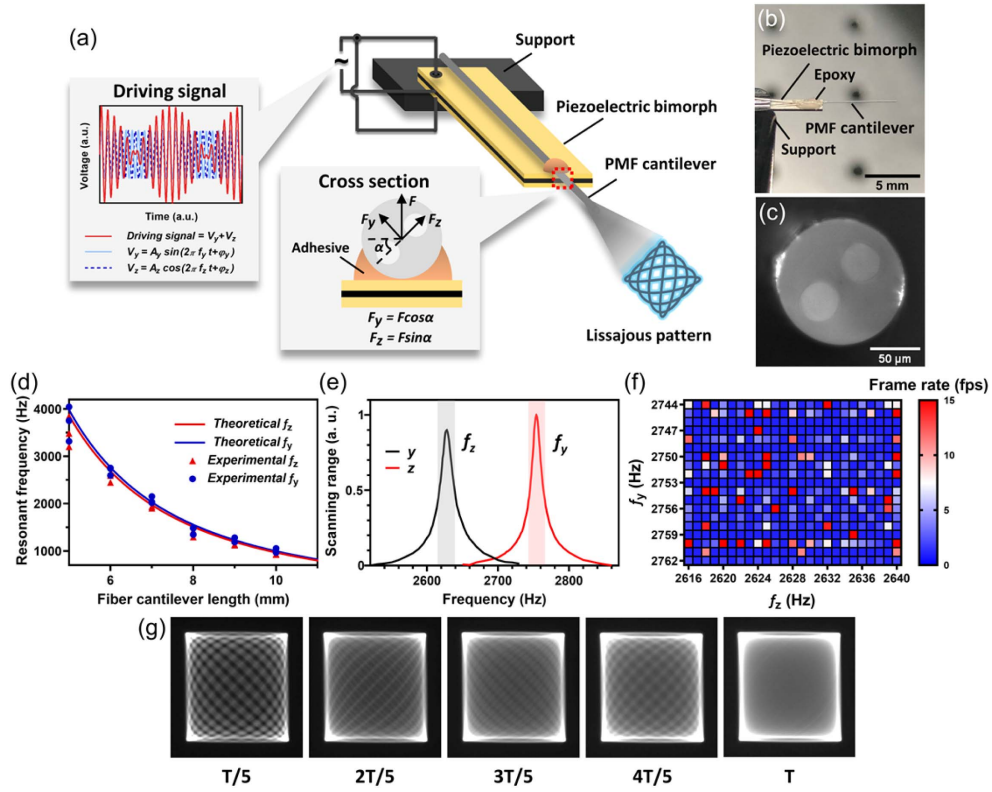 (a)
Driving signal
Voltage (a.u.)
Time (a.u.)
Driving signal = Vy+Vz
Vy = Ay sin(2π fy t+φy)
Vz = Az cos(2π fz t+φz)
~
Support
Piezoelectric bimorph
PMF cantilever
Cross section
F
Fy
Fz
α
Adhesive
Fy = Fcosα
Fz = Fsinα
Lissajous pattern
(b)
Piezoelectric bimorph
Epoxy
PMF cantilever
Support
5 mm
(c)
50 μm
(d)
Resonant frequency (Hz)
4000
3000
2000
1000
6
8
10
Fiber cantilever length (mm)
Theoretical fz
Theoretical fy
Experimental fz
Experimental fy
(e)
Scanning range (a. u.)
1
0.5
0
2600
2700
2800
Frequency (Hz)
y
z
fz
fy
(f)
Frame rate (fps)
15
10
5
0
fy (Hz)
2744
2747
2750
2753
2756
2759
2762
2616
2620
2624
2628
2632
2636
2640
fz (Hz)
(g)
T/5
2T/5
3T/5
4T/5
T